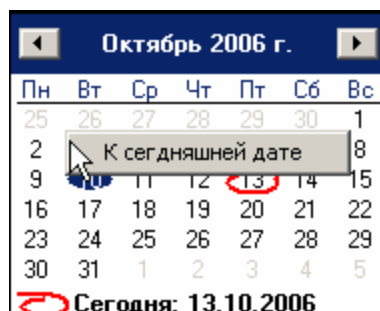 Октябрь 2006 г.
Пн Вт Ср Чт Пт Сб Вс
25 26 27 28 29 30 1
2 8
К сегдняшней дате
9 10 11 12 13 14 15
16 17 18 19 20 21 22
23 24 25 26 27 28 29
30 31 1 2 3 4 5
Сегодня: 13.10.2006